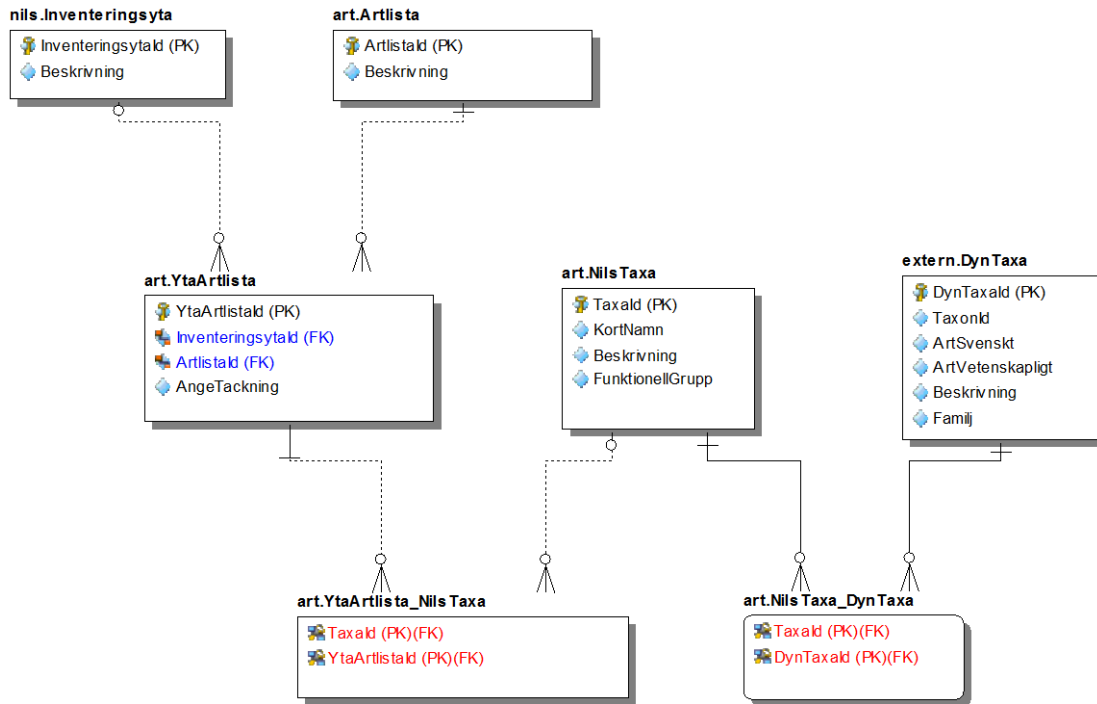 nils.Inventeringsyta
InventeringsytaId (PK)
Beskrivning
art.Artlista
ArtlistaId (PK)
Beskrivning
art.YtaArtlista
YtaArtlistaId (PK)
InventeringsytaId (FK)
ArtlistaId (FK)
AngeTackning
art.NilsTaxa
TaxaId (PK)
KortNamn
Beskrivning
FunktionellGrupp
extern.DynTaxa
DynTaxaId (PK)
TaxonId
ArtSvenskt
ArtVetenskapligt
Beskrivning
Familj
art.YtaArtlista_NilsTaxa
TaxaId (PK)(FK)
YtaArtlistaId (PK)(FK)
art.NilsTaxa_DynTaxa
TaxaId (PK)(FK)
DynTaxaId (PK)(FK)